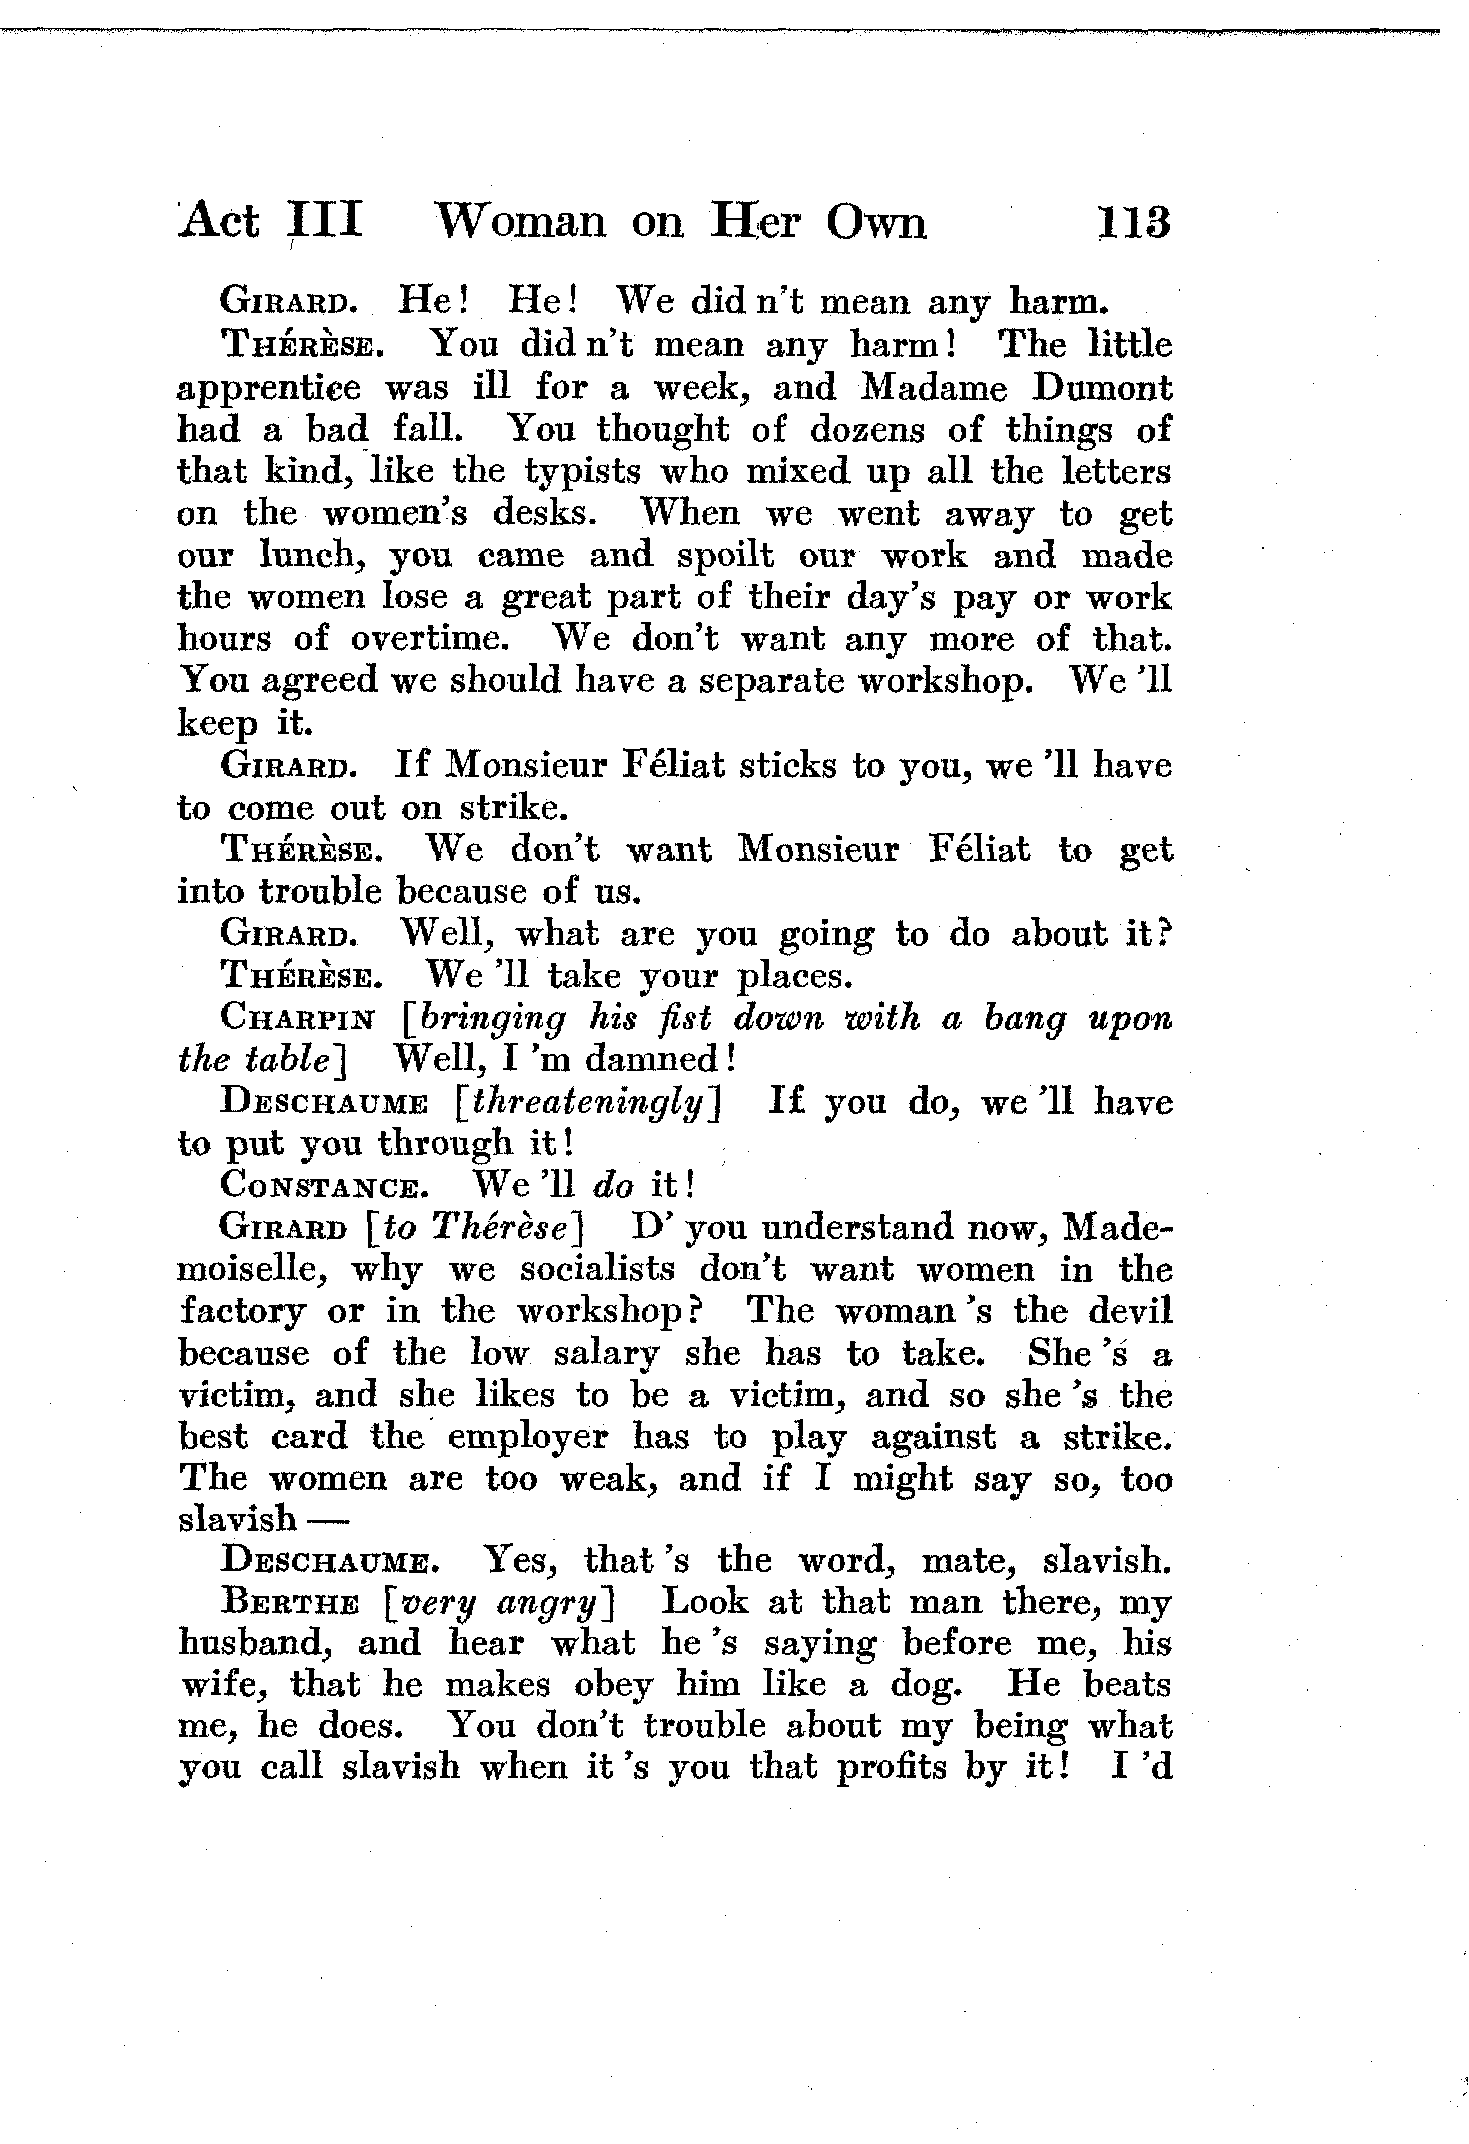 Act III Woman on Her Own 113
GIRARD. He! He! We did n't mean any harm.
THÉRÈSE. You did n't mean any harm! The little
apprentice was ill for a week, and Madame Dumont
had a bad fall. You thought of dozens of things of
that kind, like the typists who mixed up all the letters
on the women's desks. When we went away to get
our lunch, you came and spoilt our work and made
the women lose a great part of their day's pay or work
hours of overtime. We don't want any more of that.
You agreed we should have a separate workshop. We 'll
keep it.
GIRARD. If Monsieur Féliat sticks to you, we 'll have
to come out on strike.
THÉRÈSE. We don't want Monsieur Féliat to get
into trouble because of us.
GIRARD. Well, what are you going to do about it?
THÉRÈSE. We 'll take your places.
CHARPIN [bringing his fist down with a bang upon
the table] Well, I 'm damned!
DESCHAUME [threateningly] If you do, we 'll have
to put you through it!
CONSTANCE. We 'll do it!
GIRARD [to Thérèse] D' you understand now, Made-
moiselle, why we socialists don't want women in the
factory or in the workshop? The woman 's the devil
because of the low salary she has to take. She 's a
victim, and she likes to be a victim, and so she 's the
best card the employer has to play against a strike.
The women are too weak, and if I might say so, too
slavish —
DESCHAUME. Yes, that 's the word, mate, slavish.
BERTHE [very angry] Look at that man there, my
husband, and hear what he 's saying before me, his
wife, that he makes obey him like a dog. He beats
me, he does. You don't trouble about my being what
you call slavish when it 's you that profits by it! I 'd